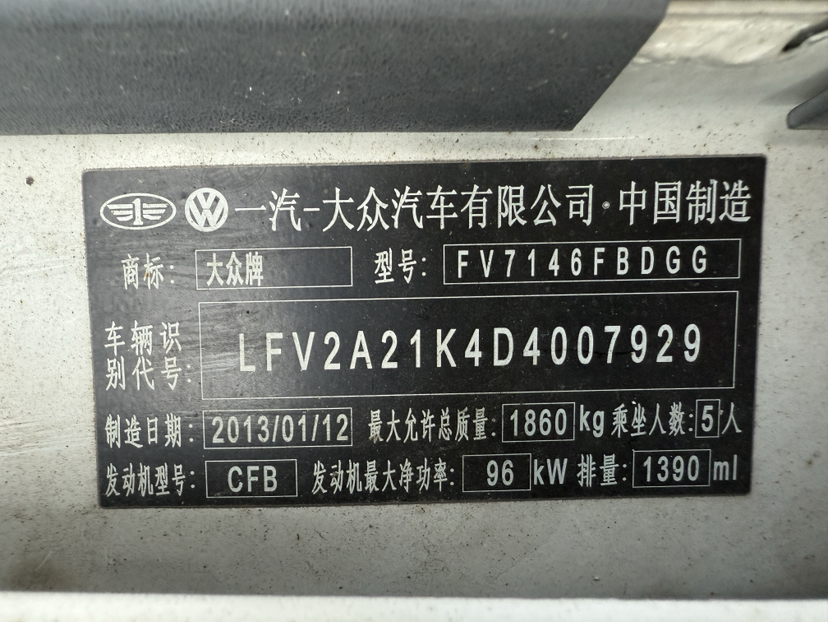 一汽-大众汽车有限公司·中国制造
商标: 大众牌 型号: FV7146FBDGG
车辆识别代号: LFV2A21K4D4007929
制造日期: 2013/01/12 最大允许总质量: 1860 kg 乘坐人数: 5 人
发动机型号: CFB 发动机最大净功率: 96 kW 排量: 1390 ml